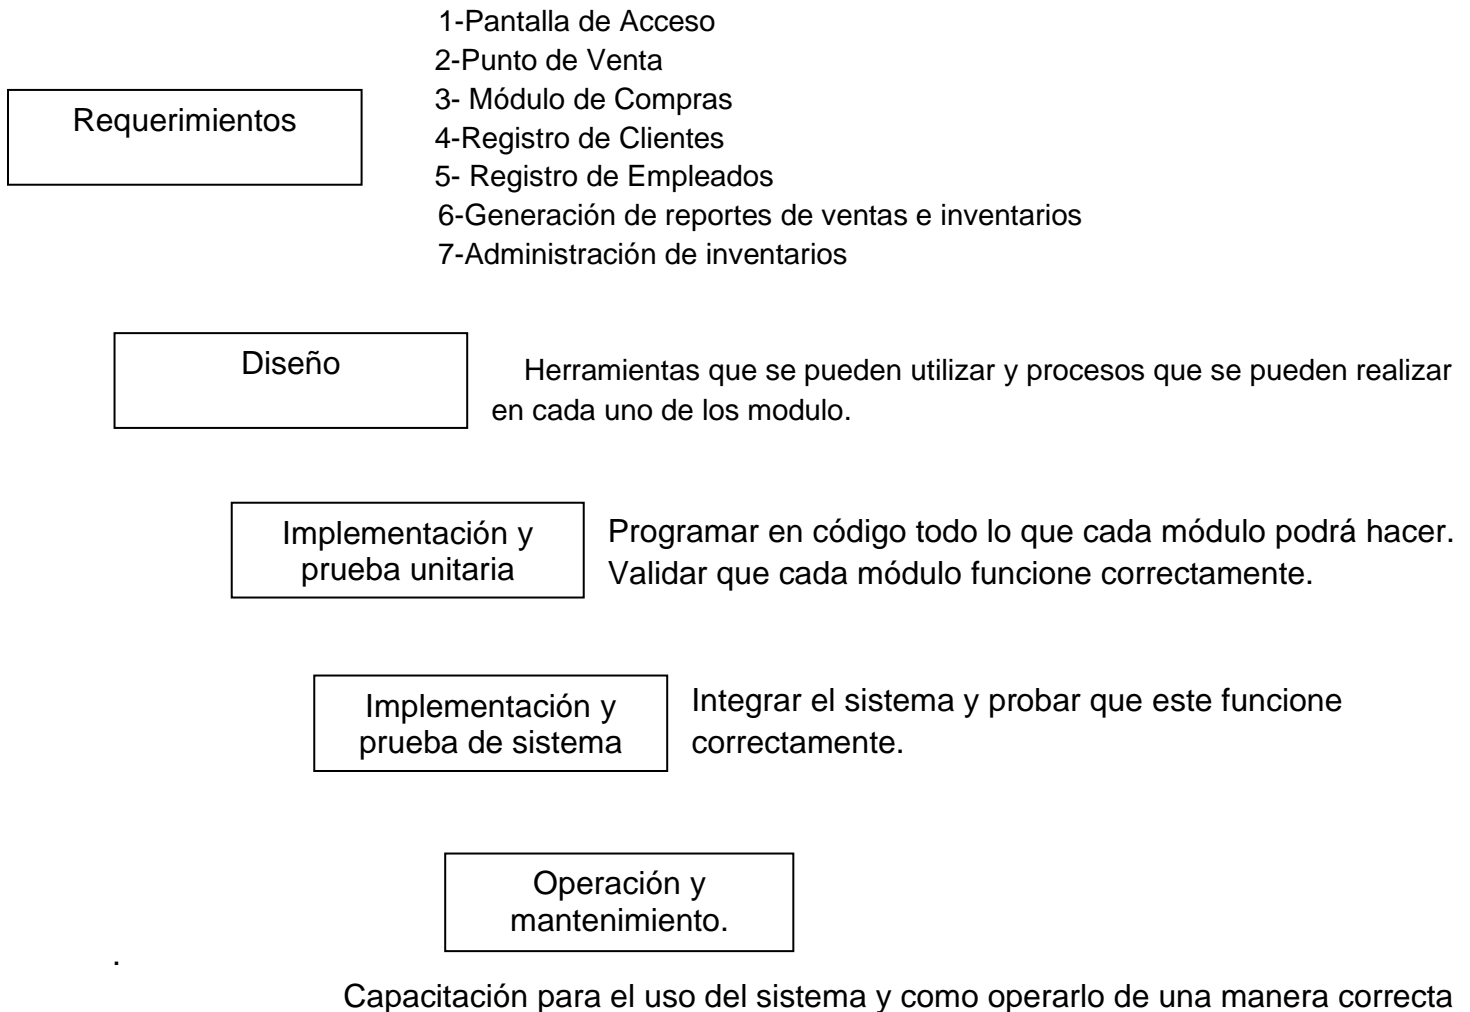 1-Pantalla de Acceso
2-Punto de Venta
3- Módulo de Compras
4-Registro de Clientes
5- Registro de Empleados
6-Generación de reportes de ventas e inventarios
7-Administración de inventarios
Requerimientos
Diseño
Herramientas que se pueden utilizar y procesos que se pueden realizar
en cada uno de los modulo.
Implementación y
prueba unitaria
Programar en código todo lo que cada módulo podrá hacer.
Validar que cada módulo funcione correctamente.
Implementación y
prueba de sistema
Integrar el sistema y probar que este funcione
correctamente.
Operación y
mantenimiento.
.
Capacitación para el uso del sistema y como operarlo de una manera correcta